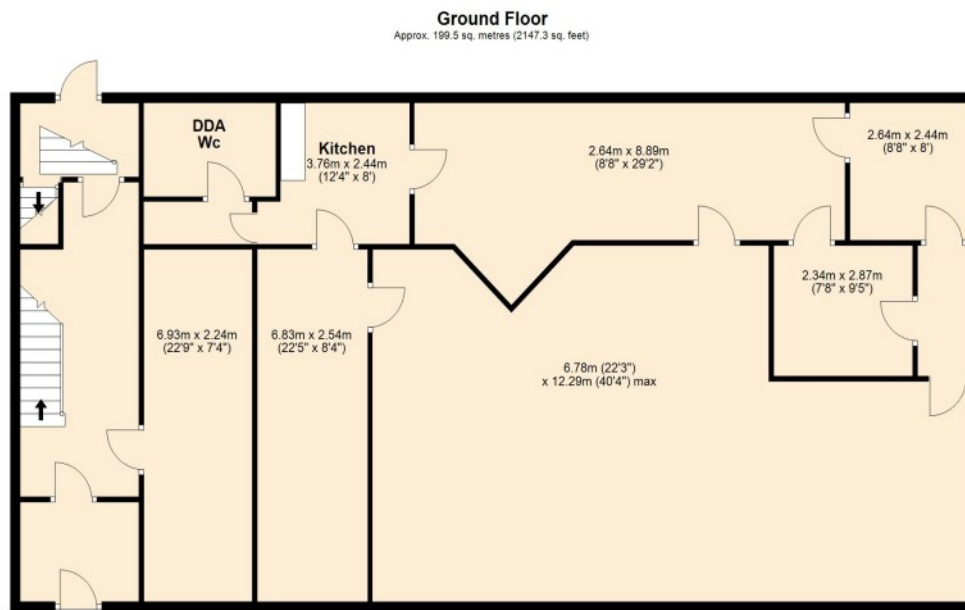 Ground Floor
Approx. 199.5 sq. metres (2147.3 sq. feet)
DDA
Wc
Kitchen
3.76m x 2.44m
(12'4" x 8')
2.64m x 8.89m
(8'8" x 29'2")
2.64m x 2.44m
(8'8" x 8')
2.34m x 2.87m
(7'8" x 9'5")
6.93m x 2.24m
(22'9" x 7'4")
6.83m x 2.54m
(22'5" x 8'4")
6.78m (22'3")
x 12.29m (40'4") max